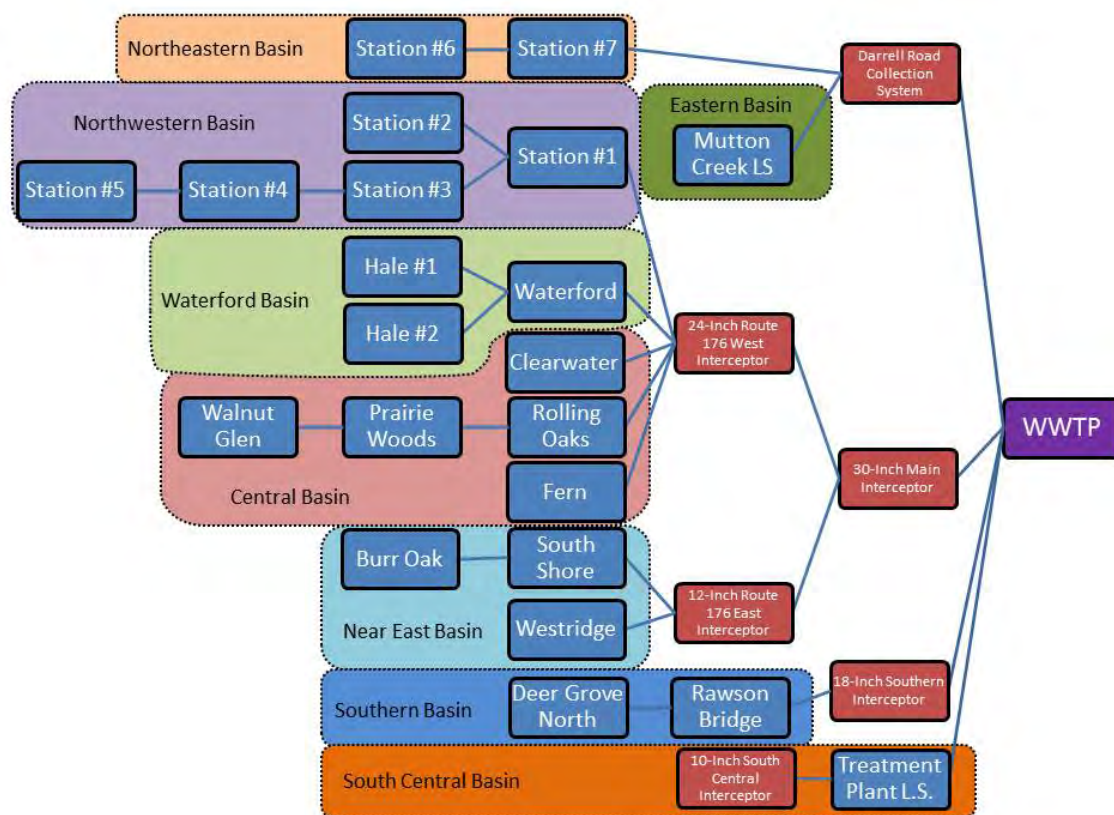 Northeastern Basin
Station #6
Station #7
Darrell Road
Collection
System
Northwestern Basin
Station #2
Station #1
Station #5
Station #4
Station #3
Eastern Basin
Mutton
Creek LS
Waterford Basin
Hale #1
Hale #2
Waterford
24-Inch Route
176 West
Interceptor
Clearwater
Walnut
Glen
Prairie
Woods
Rolling
Oaks
Fern
Central Basin
WWTP
30-Inch Main
Interceptor
Burr Oak
South
Shore
Near East Basin
Westridge
12-Inch Route
176 East
Interceptor
Southern Basin
Deer Grove
North
Rawson
Bridge
18-Inch Southern
Interceptor
South Central Basin
10-Inch South
Central
Interceptor
Treatment
Plant L.S.